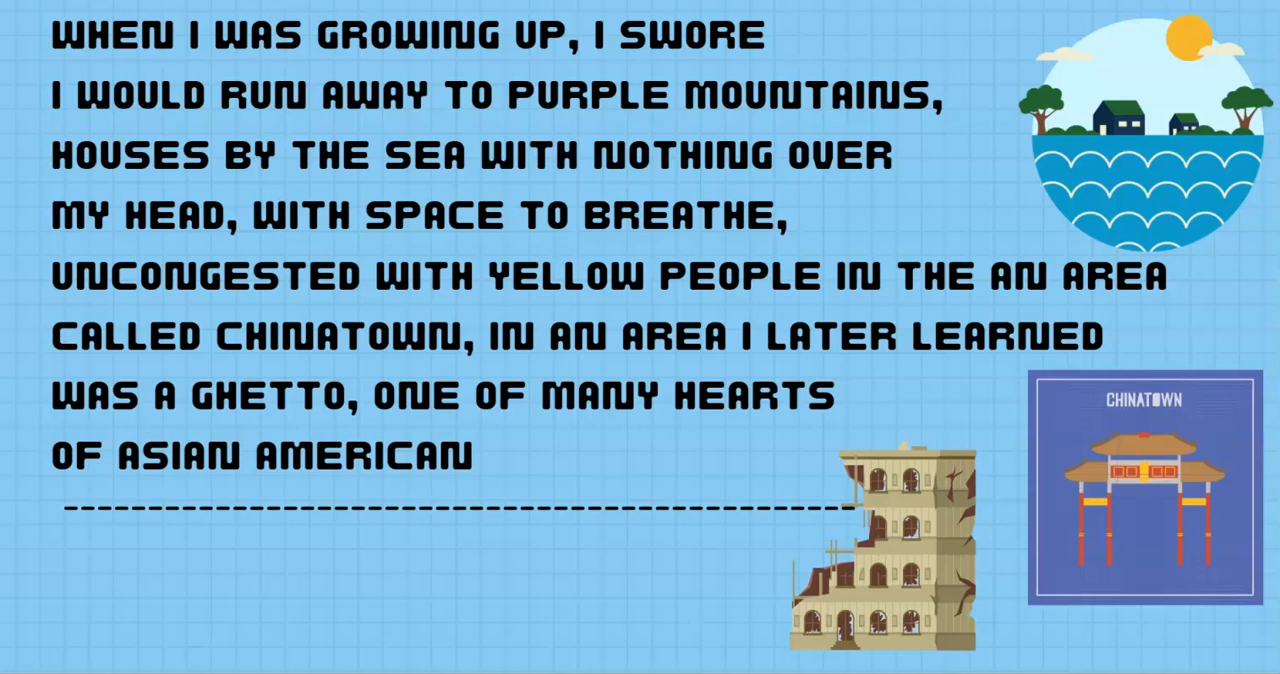 WHEN I WAS GROWING UP, I SWORE
I WOULD RUN AWAY TO PURPLE MOUNTAINS,
HOUSES BY THE SEA WITH NOTHING OVER
MY HEAD, WITH SPACE TO BREATHE,
UNCONGESTED WITH YELLOW PEOPLE IN THE AN AREA
CALLED CHINATOWN, IN AN AREA I LATER LEARNED
WAS A GHETTO, ONE OF MANY HEARTS
OF ASIAN AMERICAN
CHINATOWN